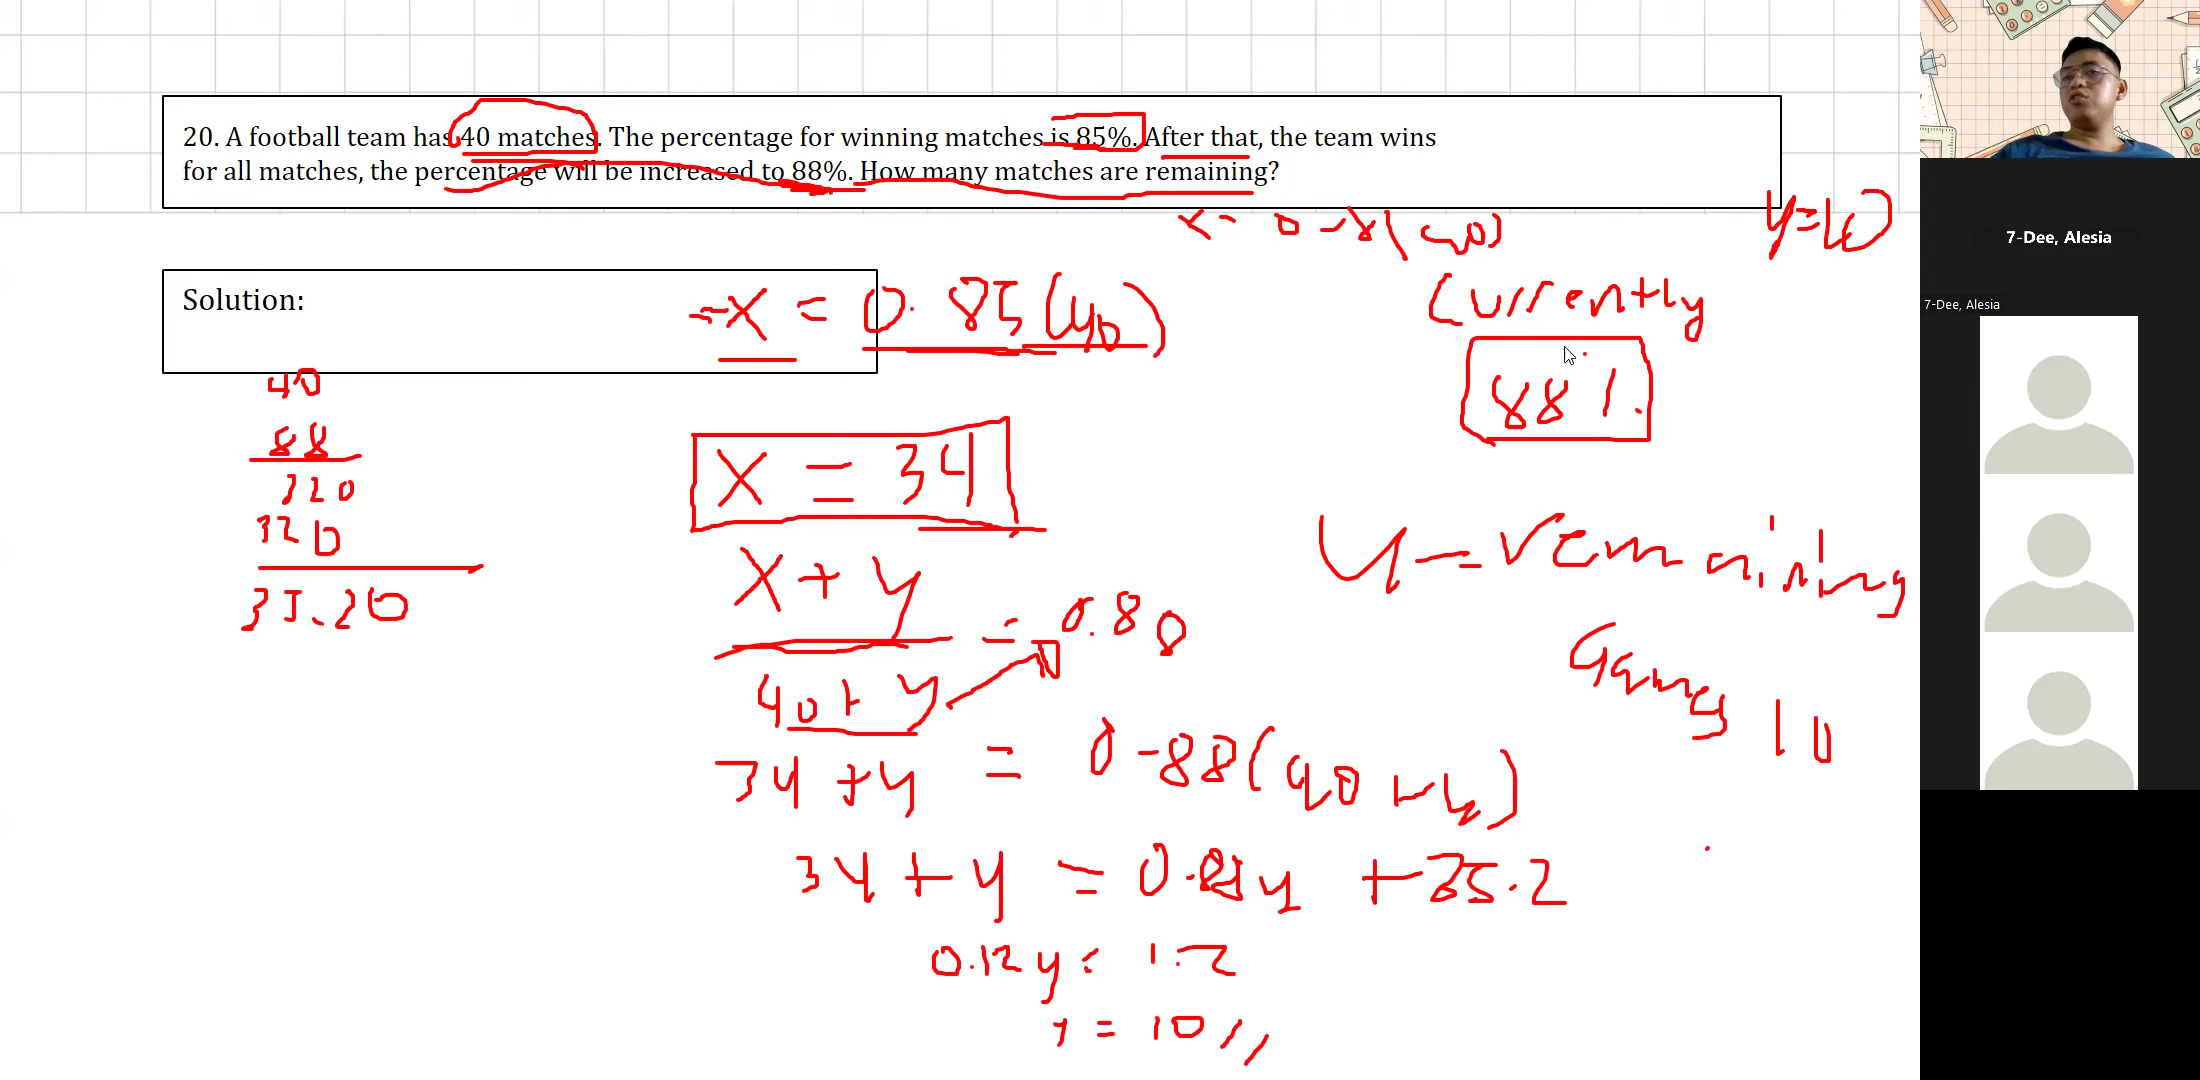 20. A football team has 40 matches. The percentage for winning matches is 85%. After that, the team wins
for all matches, the percentage will be increased to 88%. How many matches are remaining?
y=10
7-Dee, Alesia
7-Dee, Alesia
Solution:
x = 0.85(40)
Currently
88%
40
88
320
320
35.20
x = 34
x + y
40 + y
= 0.88
y = remaining
Games 10
34 + y = 0.88(40 + y)
34 + y = 0.88y + 35.2
0.12y = 1.2
y = 10//